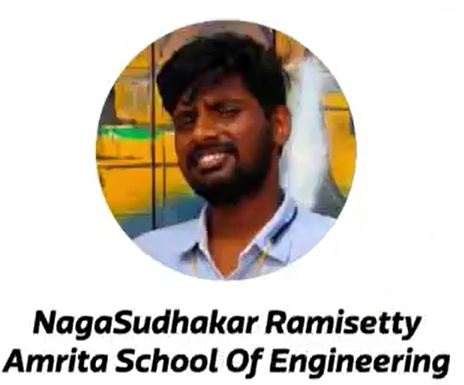 NagaSudhakar Ramisetty
Amrita School Of Engineering